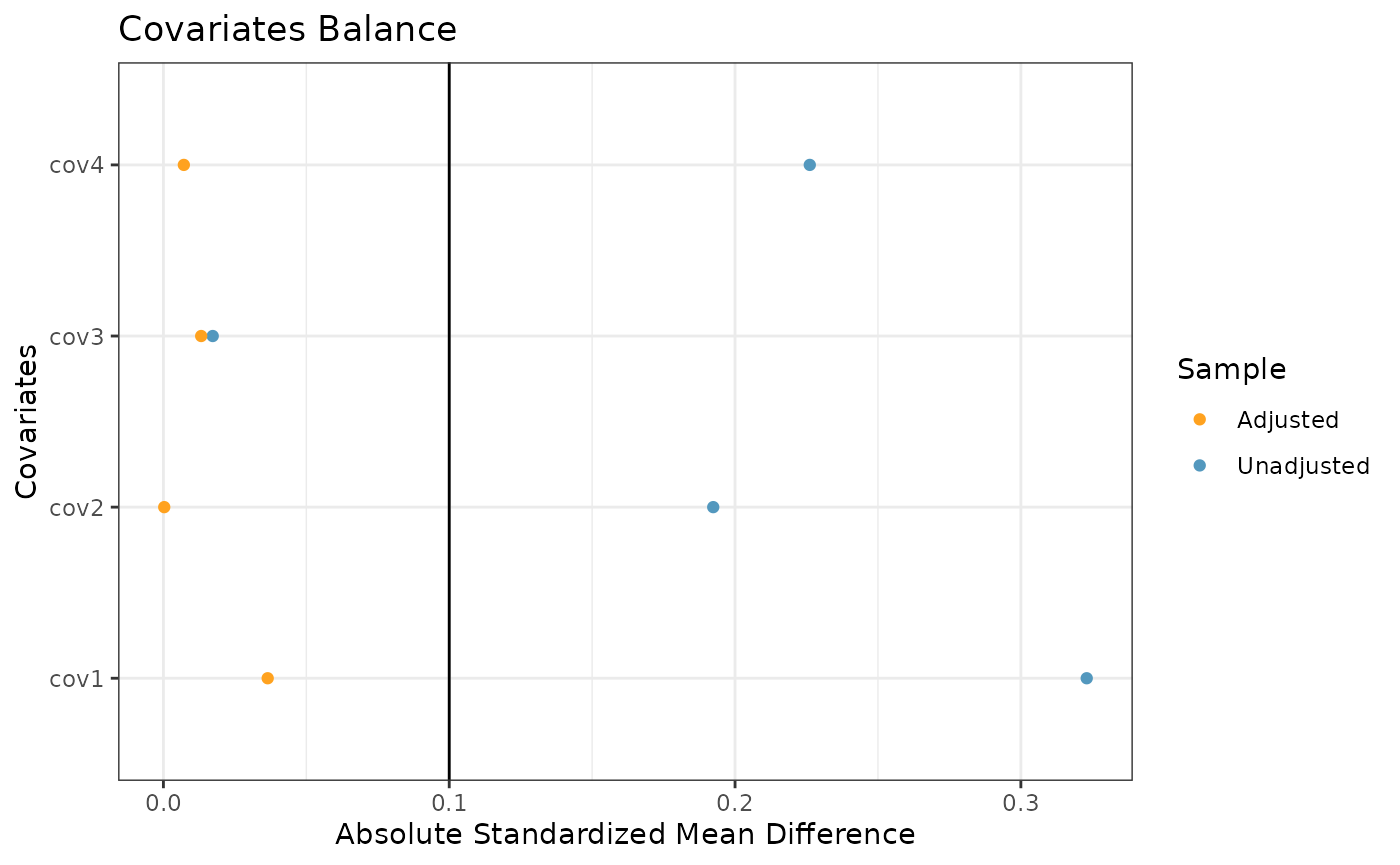 Covariates Balance
cov4
cov3
cov2
cov1
Covariates
0.0
0.1
0.2
0.3
Absolute Standardized Mean Difference
Sample
Adjusted
Unadjusted